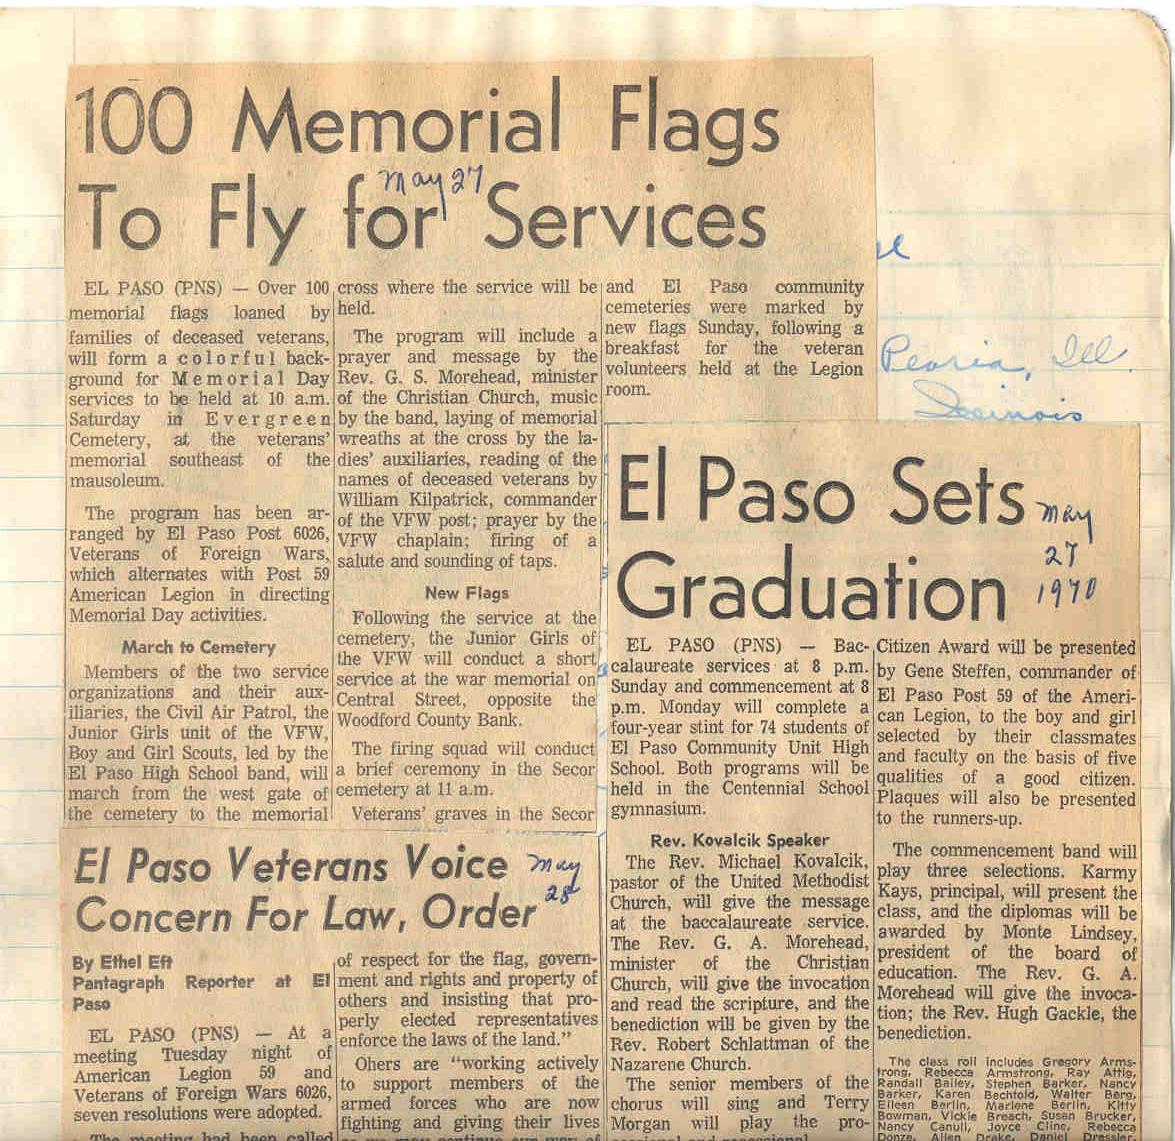 100 Memorial Flags
To Fly for Services
May 27
EL PASO (PNS) — Over 100
memorial flags loaned by
families of deceased veterans,
will form a colorful back-
ground for Memorial Day
services to be held at 10 a.m.
Saturday in Evergreen
Cemetery, at the veterans'
memorial southeast of the
mausoleum.
The program has been ar-
ranged by El Paso Post 6026,
Veterans of Foreign Wars,
which alternates with Post 59
American Legion in directing
Memorial Day activities.
March to Cemetery
Members of the two service
organizations and their aux-
iliaries, the Civil Air Patrol, the
Junior Girls unit of the VFW,
Boy and Girl Scouts, led by the
El Paso High School band, will
march from the west gate of
the cemetery to the memorial
cross where the service will be
held.
The program will include a
prayer and message by the
Rev. G. S. Morehead, minister
of the Christian Church, music
by the band, laying of memorial
wreaths at the cross by the la-
dies' auxiliaries, reading of the
names of deceased veterans by
William Kilpatrick, commander
of the VFW post; prayer by the
VFW chaplain; firing of a
salute and sounding of taps.
New Flags
Following the service at the
cemetery, the Junior Girls of
the VFW will conduct a short
service at the war memorial on
Central Street, opposite the
Woodford County Bank.
The firing squad will conduct
a brief ceremony in the Secor
cemetery at 11 a.m.
Veterans' graves in the Secor
and El Paso community
cemeteries were marked by
new flags Sunday, following a
breakfast for the veteran
volunteers held at the Legion
room.
Peoria, Ill.
El Paso Sets
Graduation
May
27
1970
EL PASO (PNS) — Bac-
calaureate services at 8 p.m.
Sunday and commencement at 8
p.m. Monday will complete a
four-year stint for 74 students of
El Paso Community Unit High
School. Both programs will be
held in the Centennial School
gymnasium.
Rev. Kovalcik Speaker
The Rev. Michael Kovalcik,
pastor of the United Methodist
Church, will give the message
at the baccalaureate service.
The Rev. G. A. Morehead,
minister of the Christian
Church, will give the invocation
and read the scripture, and the
benediction will be given by the
Rev. Robert Schlattman of the
Nazarene Church.
The senior members of the
chorus will sing and Terry
Morgan will play the pro-
cessional and recessional.
Citizen Award will be presented
by Gene Steffen, commander of
El Paso Post 59 of the Ameri-
can Legion, to the boy and girl
selected by their classmates
and faculty on the basis of five
qualities of a good citizen.
Plaques will also be presented
to the runners-up.
The commencement band will
play three selections. Karmy
Kays, principal, will present the
class, and the diplomas will be
awarded by Monte Lindsey,
president of the board of
education. The Rev. G. A.
Morehead will give the invoca-
tion; the Rev. Hugh Gackle, the
benediction.
The class roll includes Gregory Arms-
trong, Rebecca Armstrong, Ray Attig,
Randall Bailey, Stephen Barker, Nancy
Barker, Karen Bechtold, Walter Berg,
Eileen Berlin, Marlene Berlin, Kitty
Bowman, Vickie Breach, Susan Brucker,
Nancy Canull, Joyce Cline, Rebecca
Donze, Allen Drake, Daniel
El Paso Veterans Voice
Concern For Law, Order
May
28
By Ethel Eft
Pantagraph Reporter at El
Paso
EL PASO (PNS) — At a
meeting Tuesday night of
American Legion 59 and
Veterans of Foreign Wars 6026,
seven resolutions were adopted.
The meeting had been called
of respect for the flag, govern-
ment and rights and property of
others and insisting that pro-
perly elected representatives
enforce the laws of the land."
Ohers are "working actively
to support members of the
armed forces who are now
fighting and giving their lives